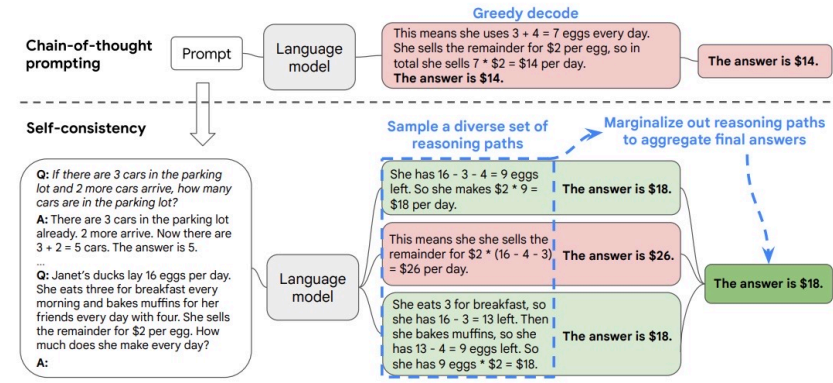 Greedy decode
Chain-of-thought
prompting
Prompt
Language
model
This means she uses 3 + 4 = 7 eggs every day.
She sells the remainder for $2 per egg, so in
total she sells 7 * $2 = $14 per day.
The answer is $14.
The answer is $14.
Self-consistency
Sample a diverse set of
reasoning paths
Marginalize out reasoning paths
to aggregate final answers
Q: If there are 3 cars in the parking
lot and 2 more cars arrive, how many
cars are in the parking lot?
A: There are 3 cars in the parking lot
already. 2 more arrive. Now there are
3 + 2 = 5 cars. The answer is 5.
...
Q: Janet's ducks lay 16 eggs per day.
She eats three for breakfast every
morning and bakes muffins for her
friends every day with four. She sells
the remainder for $2 per egg. How
much does she make every day?
A:
Language
model
She has 16 - 3 - 4 = 9 eggs
left. So she makes $2 * 9 =
$18 per day.
The answer is $18.
This means she she sells the
remainder for $2 * (16 - 4 - 3)
= $26 per day.
The answer is $26.
She eats 3 for breakfast, so
she has 16 - 3 = 13 left. Then
she bakes muffins, so she
has 13 - 4 = 9 eggs left. So
she has 9 eggs * $2 = $18.
The answer is $18.
The answer is $18.